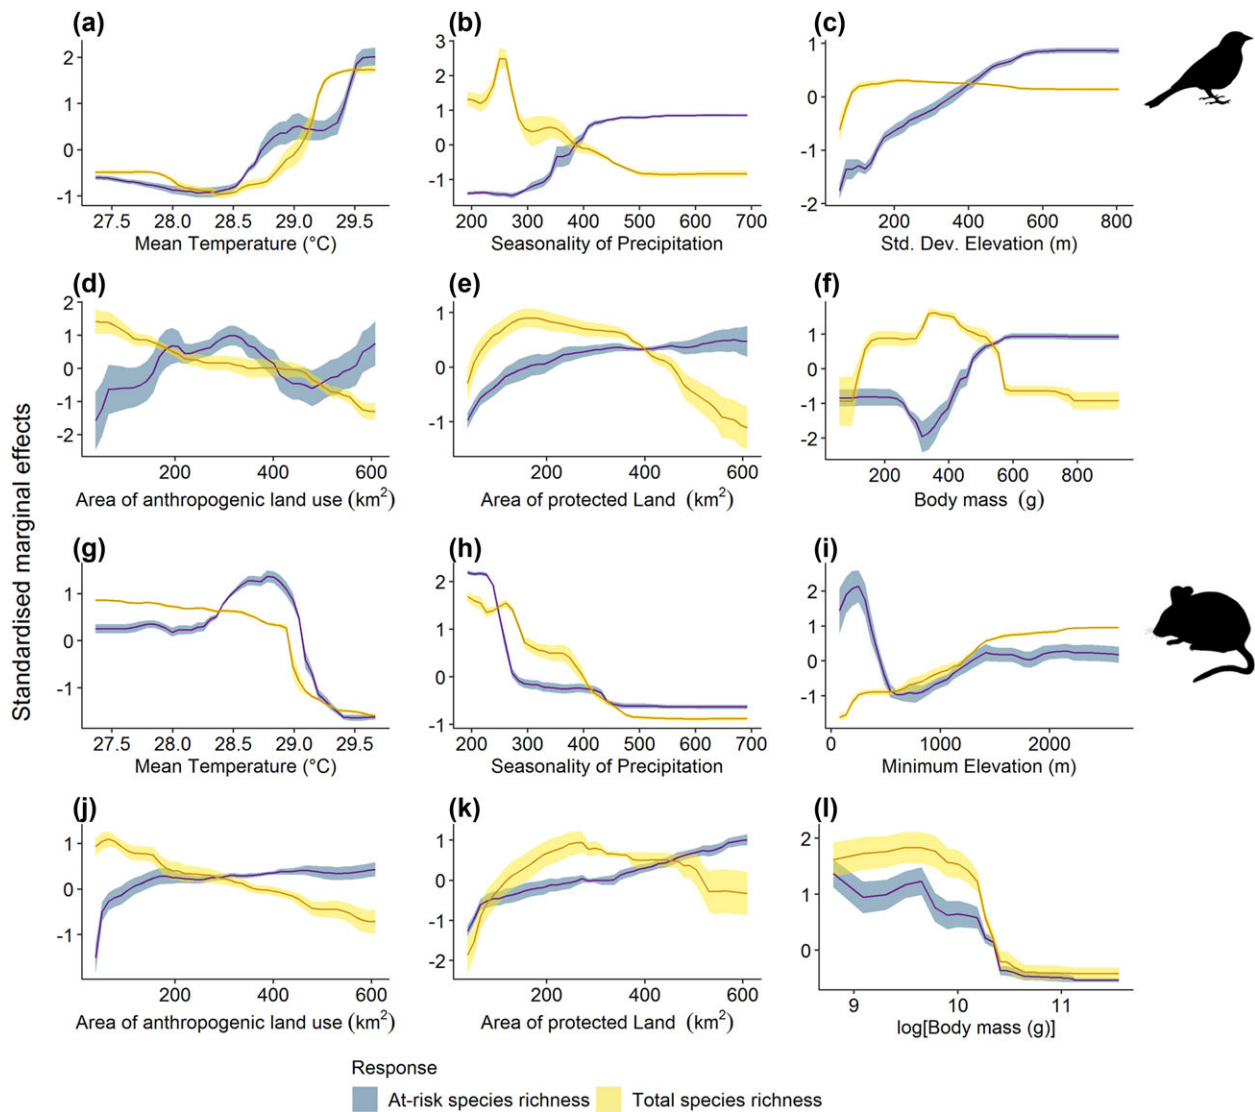 (a)
2
1
0
-1
27.5 28.0 28.5 29.0 29.5
Mean Temperature (°C)
(b)
3
2
1
0
-1
200 300 400 500 600 700
Seasonality of Precipitation
(c)
1
0
-1
-2
200 400 600 800
Std. Dev. Elevation (m)
(d)
2
1
0
-1
-2
200 400 600
Area of anthropogenic land use (km²)
(e)
1
0
-1
200 400 600
Area of protected Land (km²)
(f)
1
0
-1
-2
200 400 600 800
Body mass (g)
Standardised marginal effects
(g)
1
0
-1
27.5 28.0 28.5 29.0 29.5
Mean Temperature (°C)
(h)
2
1
0
-1
200 300 400 500 600 700
Seasonality of Precipitation
(i)
2
1
0
-1
0 1000 2000
Minimum Elevation (m)
(j)
1
0
-1
200 400 600
Area of anthropogenic land use (km²)
(k)
1
0
-1
-2
200 400 600
Area of protected Land (km²)
(l)
2
1
0
9 10 11
log[Body mass (g)]
Response
At-risk species richness Total species richness